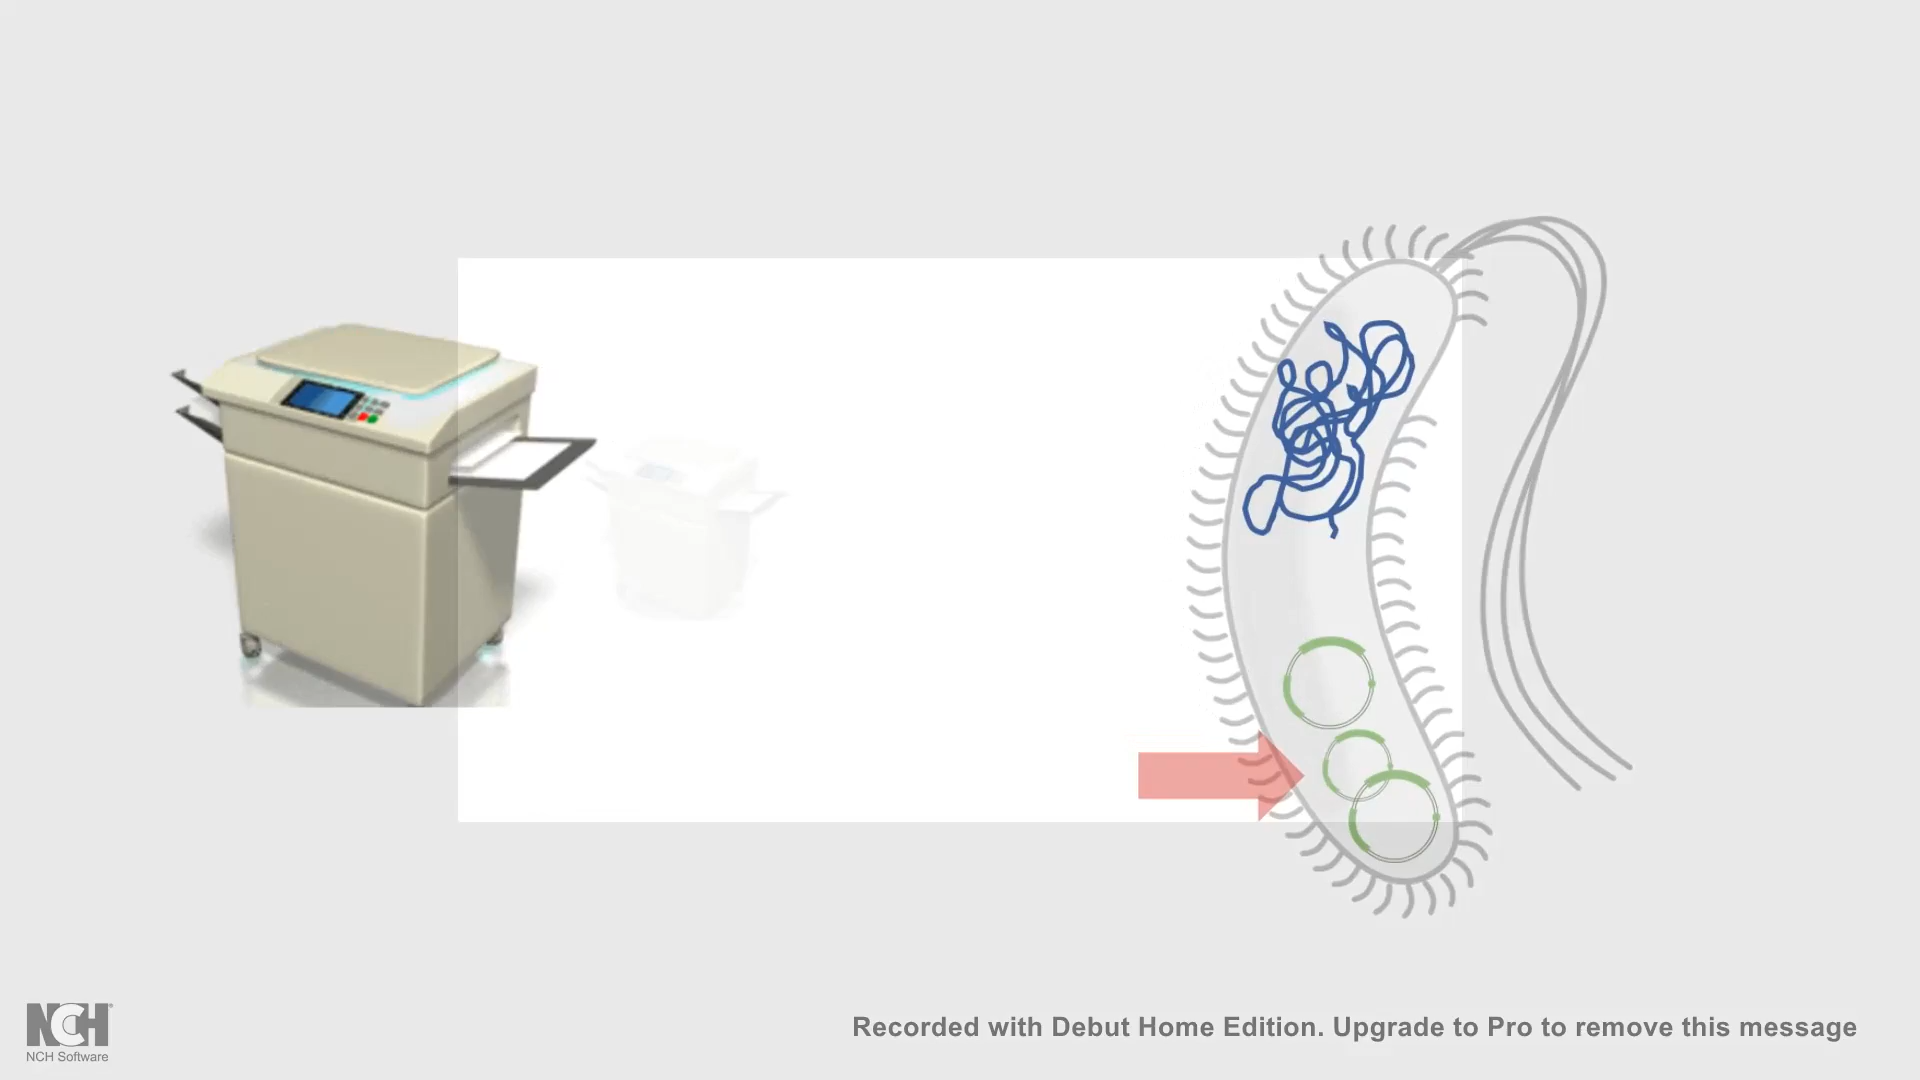 NCH
NCH Software
Recorded with Debut Home Edition. Upgrade to Pro to remove this message